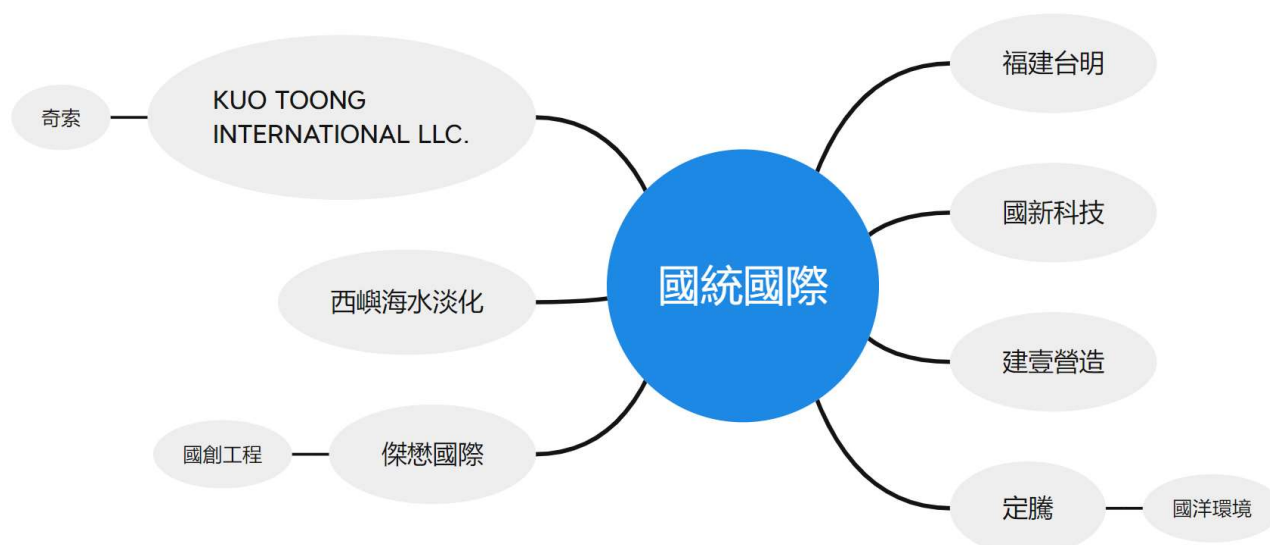 奇索
KUO TOONG
INTERNATIONAL LLC.
西嶼海水淡化
國創工程
傑懋國際
國統國際
福建台明
國新科技
建壹營造
定騰
國洋環境